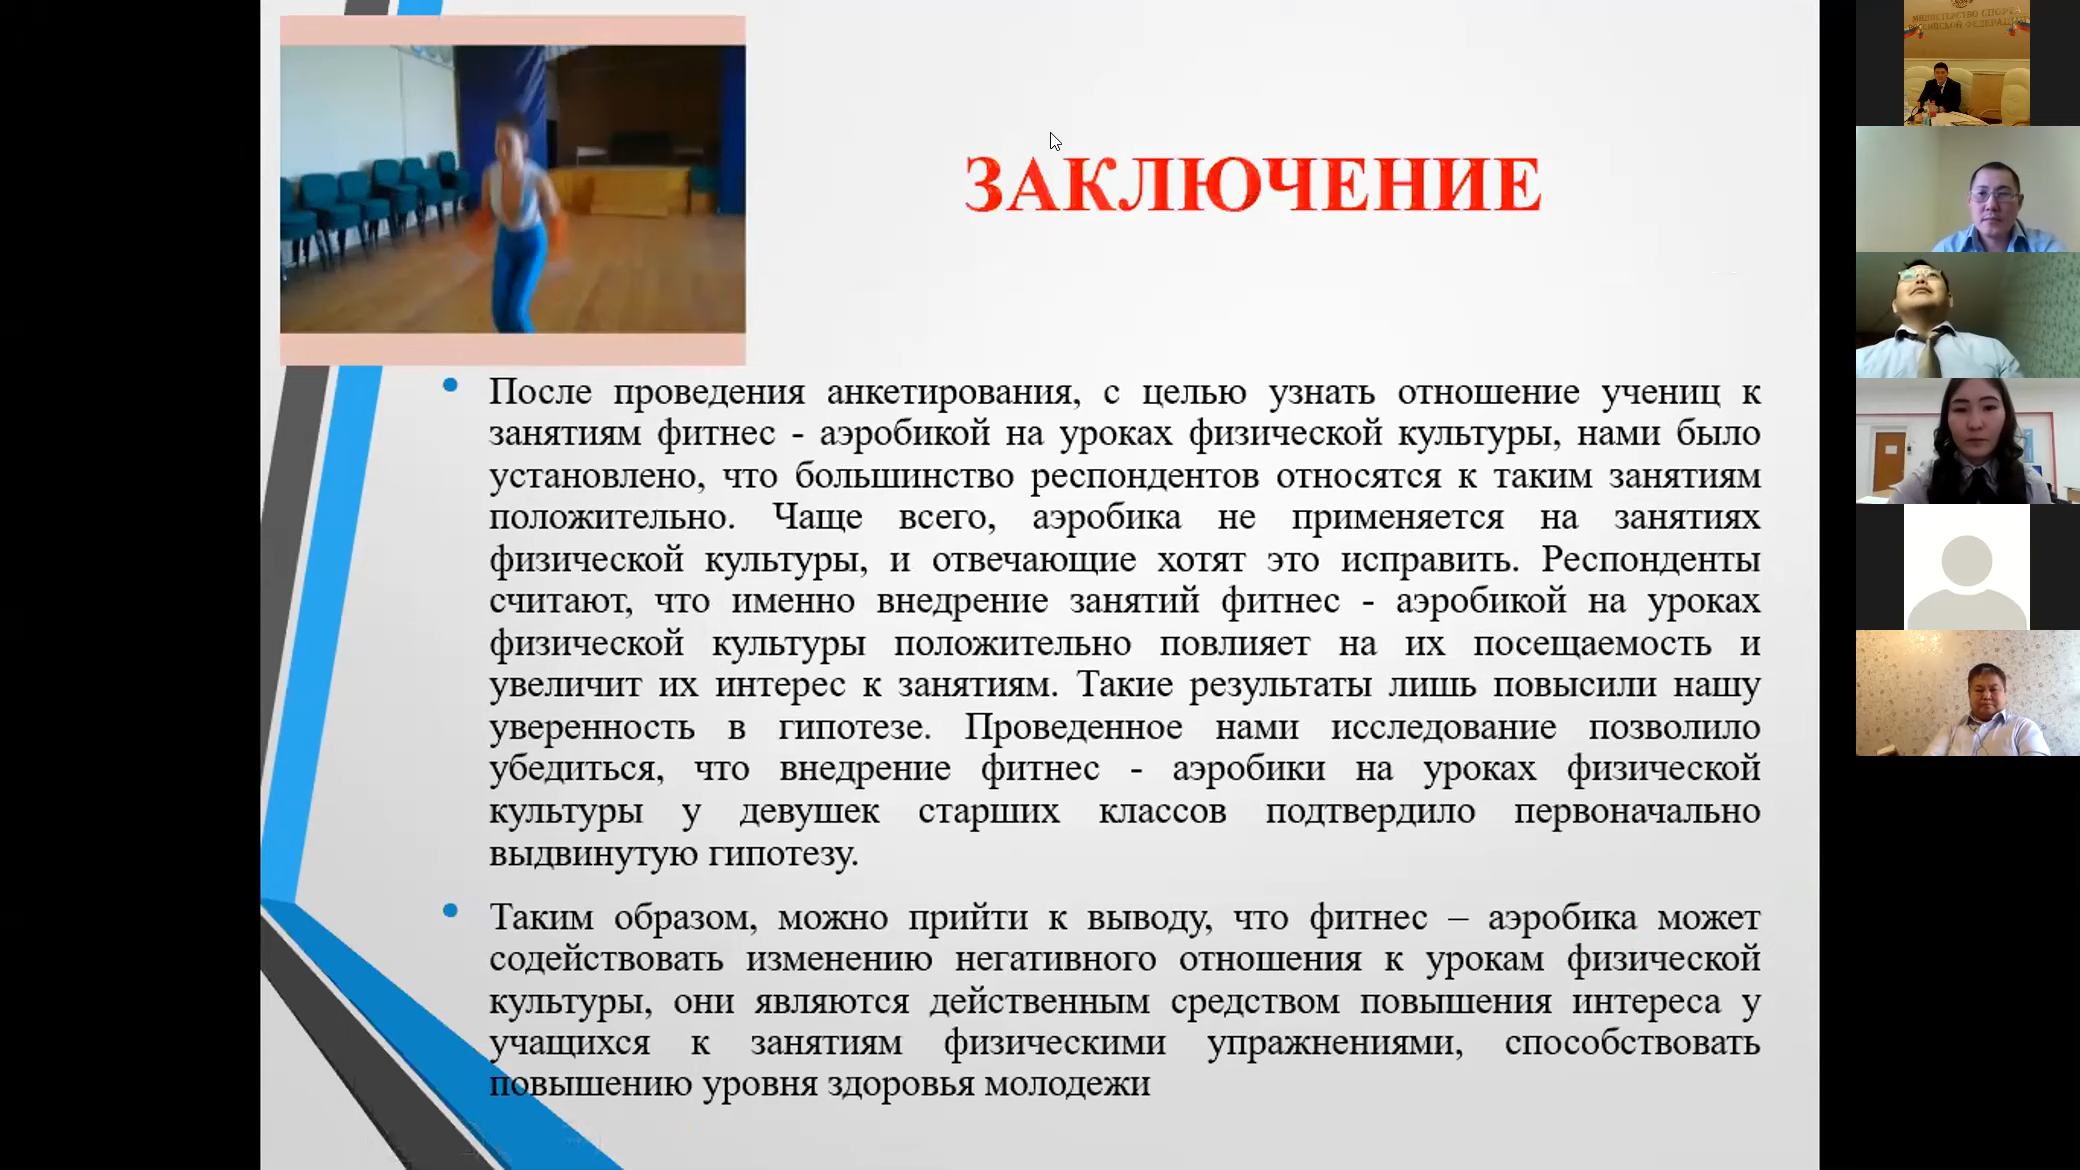 МИНИСТЕРСТВО СПОРТА
РОССИЙСКОЙ ФЕДЕРАЦИИ
ЗАКЛЮЧЕНИЕ
После проведения анкетирования, с целью узнать отношение учениц к
занятиям фитнес - аэробикой на уроках физической культуры, нами было
установлено, что большинство респондентов относятся к таким занятиям
положительно. Чаще всего, аэробика не применяется на занятиях
физической культуры, и отвечающие хотят это исправить. Респонденты
считают, что именно внедрение занятий фитнес - аэробикой на уроках
физической культуры положительно повлияет на их посещаемость и
увеличит их интерес к занятиям. Такие результаты лишь повысили нашу
уверенность в гипотезе. Проведенное нами исследование позволило
убедиться, что внедрение фитнес - аэробики на уроках физической
культуры у девушек старших классов подтвердило первоначально
выдвинутую гипотезу.
Таким образом, можно прийти к выводу, что фитнес – аэробика может
содействовать изменению негативного отношения к урокам физической
культуры, они являются действенным средством повышения интереса у
учащихся к занятиям физическими упражнениями, способствовать
повышению уровня здоровья молодежи